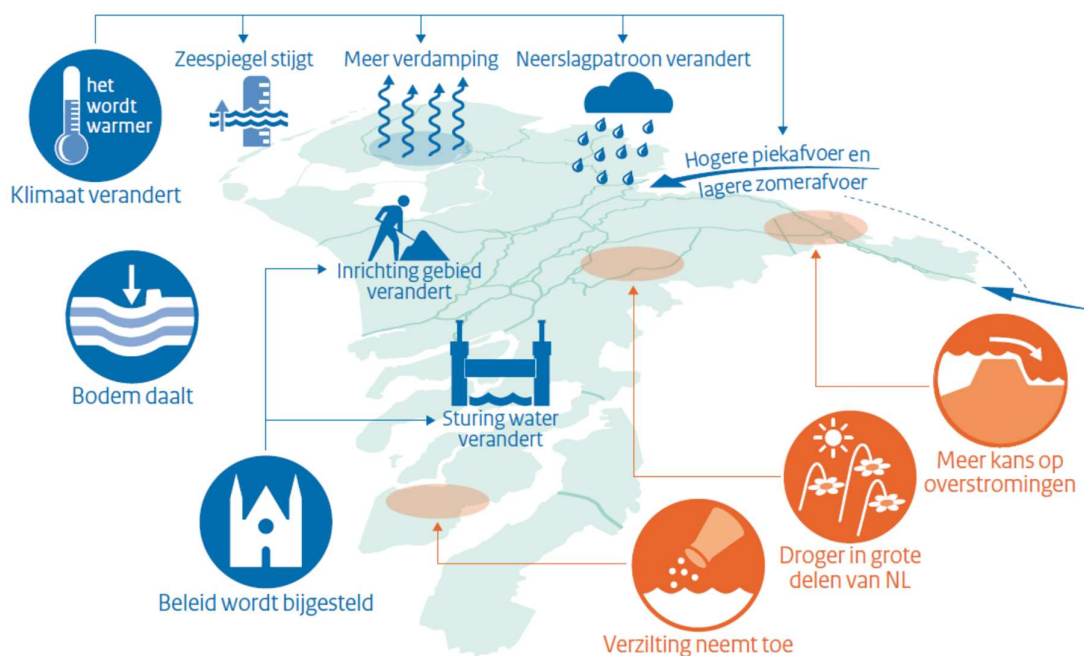 het
wordt
warmer
Klimaat verandert
Zeespiegel stijgt
Meer verdamping
Neerslagpatroon verandert
Hogere piekafvoer en
lagere zomerafvoer
Inrichting gebied
verandert
Bodem daalt
Sturing water
verandert
Beleid wordt bijgesteld
Meer kans op
overstromingen
Droger in grote
delen van NL
Verzilting neemt toe